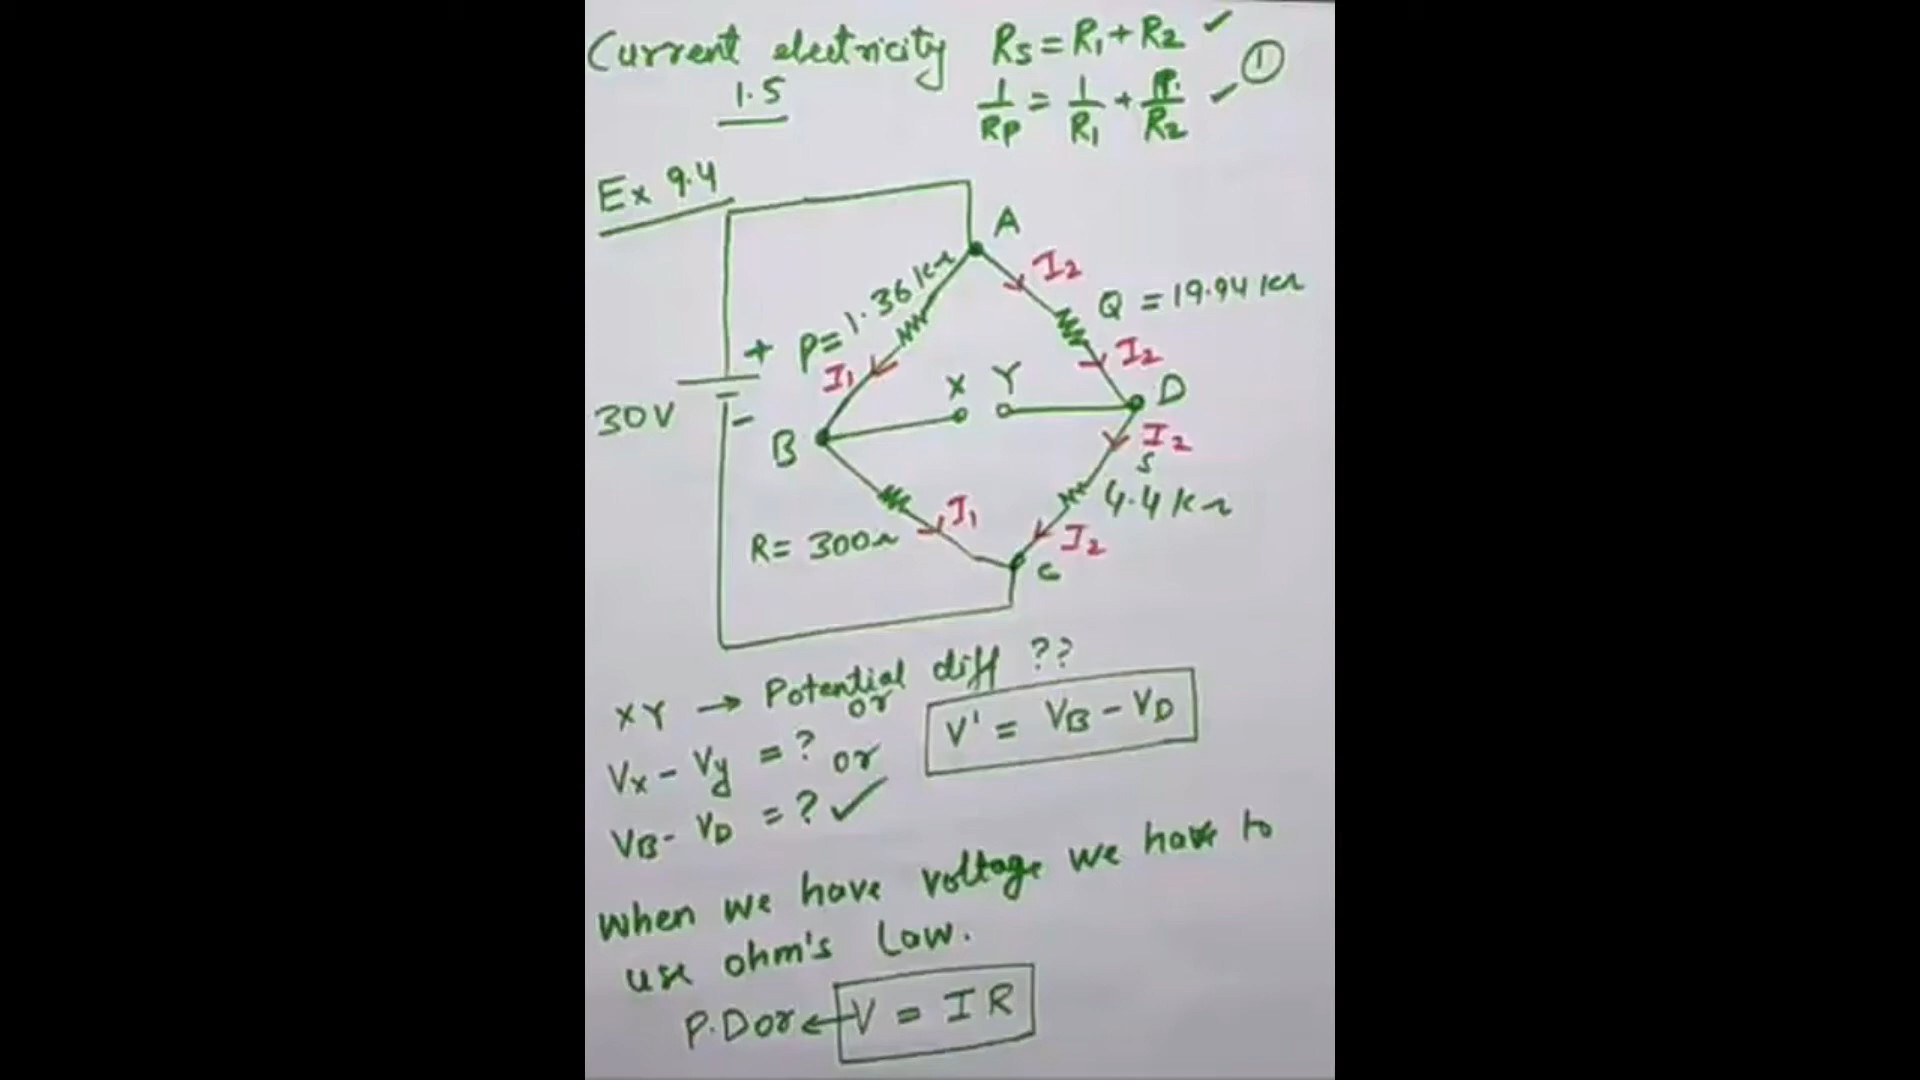 Current electricity
1.5
Rs = R1 + R2 ✓
①
1/Rp = 1/R1 + 1/R2 ✓
Ex 9.4
A
I2
P = 1.36 kΩ
Q = 19.94 kΩ
+
I1
I2
X Y
D
30V
-
B
I2
S
4.4 kΩ
I1
R = 300Ω
I2
C
XY → Potential diff ??
or
Vx - Vy = ? or
V' = VB - VD
VB - VD = ? ✓
when we have voltage we have to
use ohm's law.
P.D or ← V = IR